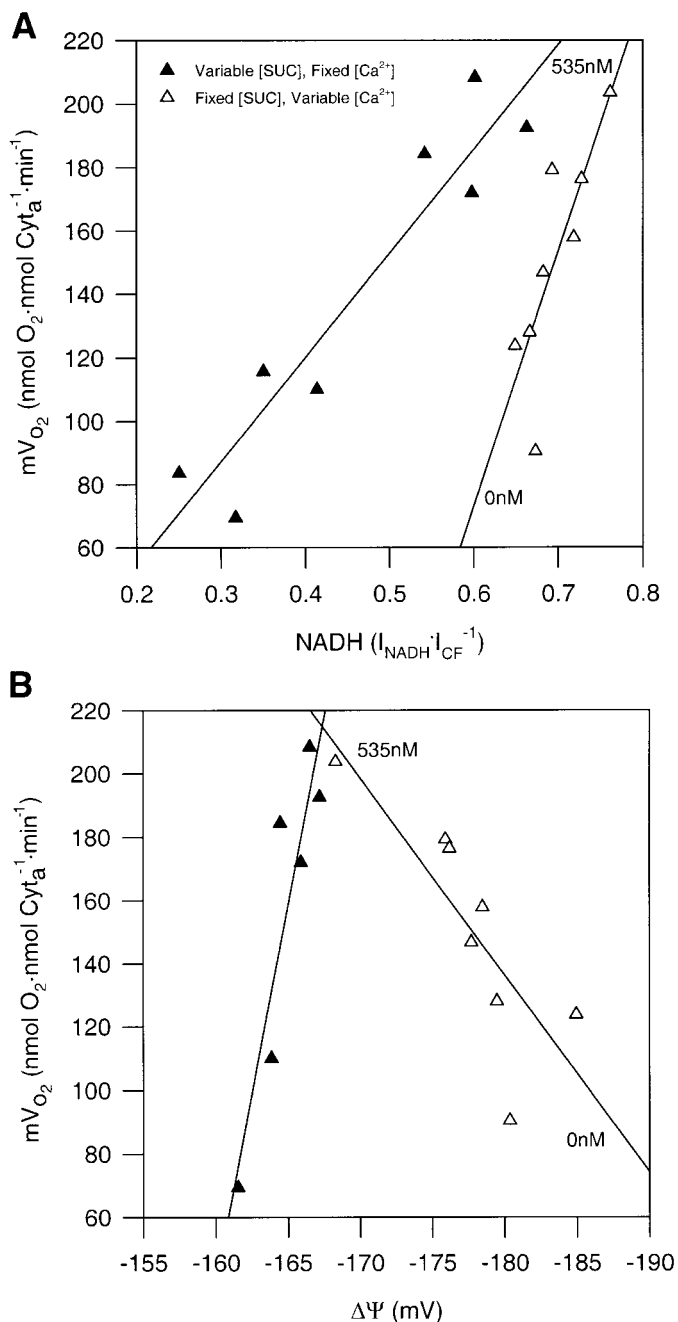 A
220
200
180
160
140
120
100
80
60
mVO₂ (nmol O₂·nmol Cytₐ⁻¹·min⁻¹)
▲ Variable [SUC], Fixed [Ca²⁺]
△ Fixed [SUC], Variable [Ca²⁺]
535nM
0nM
0.2 0.3 0.4 0.5 0.6 0.7 0.8
NADH (I_NADH·I_CF⁻¹)
B
220
200
180
160
140
120
100
80
60
mVO₂ (nmol O₂·nmol Cytₐ⁻¹·min⁻¹)
535nM
0nM
-155 -160 -165 -170 -175 -180 -185 -190
ΔΨ (mV)